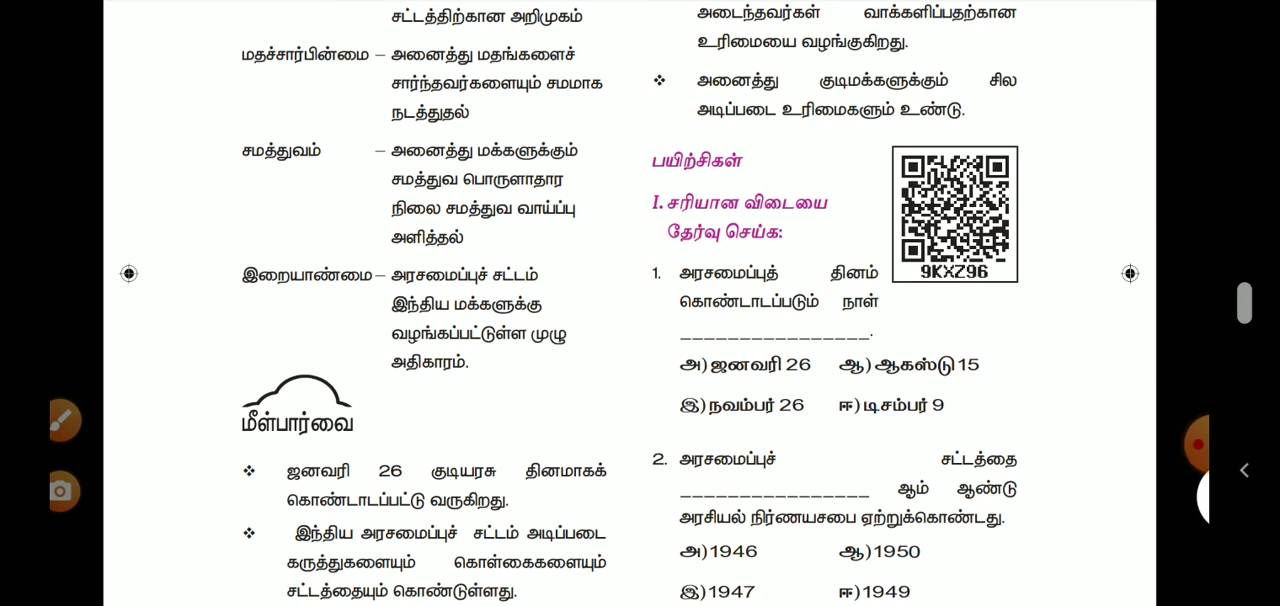 சட்டத்திற்கான அறிமுகம்
மதச்சார்பின்மை – அனைத்து மதங்களைச்
சார்ந்தவர்களையும் சமமாக
நடத்துதல்
சமத்துவம் – அனைத்து மக்களுக்கும்
சமத்துவ பொருளாதார
நிலை சமத்துவ வாய்ப்பு
அளித்தல்
இறையாண்மை – அரசமைப்புச் சட்டம்
இந்திய மக்களுக்கு
வழங்கப்பட்டுள்ள முழு
அதிகாரம்.
மீள்பார்வை
❖ ஜனவரி 26 குடியரசு தினமாகக்
கொண்டாடப்பட்டு வருகிறது.
❖ இந்திய அரசமைப்புச் சட்டம் அடிப்படை
கருத்துகளையும் கொள்கைகளையும்
சட்டத்தையும் கொண்டுள்ளது.
அடைந்தவர்கள் வாக்களிப்பதற்கான
உரிமையை வழங்குகிறது.
❖ அனைத்து குடிமக்களுக்கும் சில
அடிப்படை உரிமைகளும் உண்டு.
பயிற்சிகள்
I. சரியான விடையை
தேர்வு செய்க:
9KXZ96
1. அரசமைப்புத் தினம்
கொண்டாடப்படும் நாள்
________________.
அ) ஜனவரி 26 ஆ) ஆகஸ்டு 15
இ) நவம்பர் 26 ஈ) டிசம்பர் 9
2. அரசமைப்புச் சட்டத்தை
________________ ஆம் ஆண்டு
அரசியல் நிர்ணயசபை ஏற்றுக்கொண்டது.
அ) 1946 ஆ) 1950
இ) 1947 ஈ) 1949